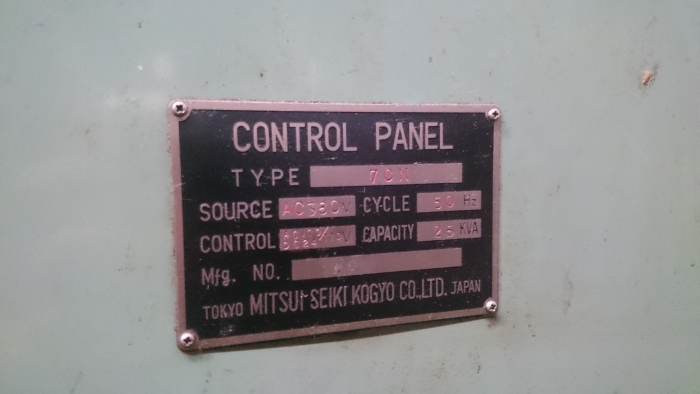 CONTROL PANEL
TYPE 7CN
SOURCE AC380V CYCLE 50 Hz
CONTROL V CAPACITY 25 KVA
Mfg. NO.
TOKYO MITSUI SEIKI KOGYO CO.,LTD. JAPAN